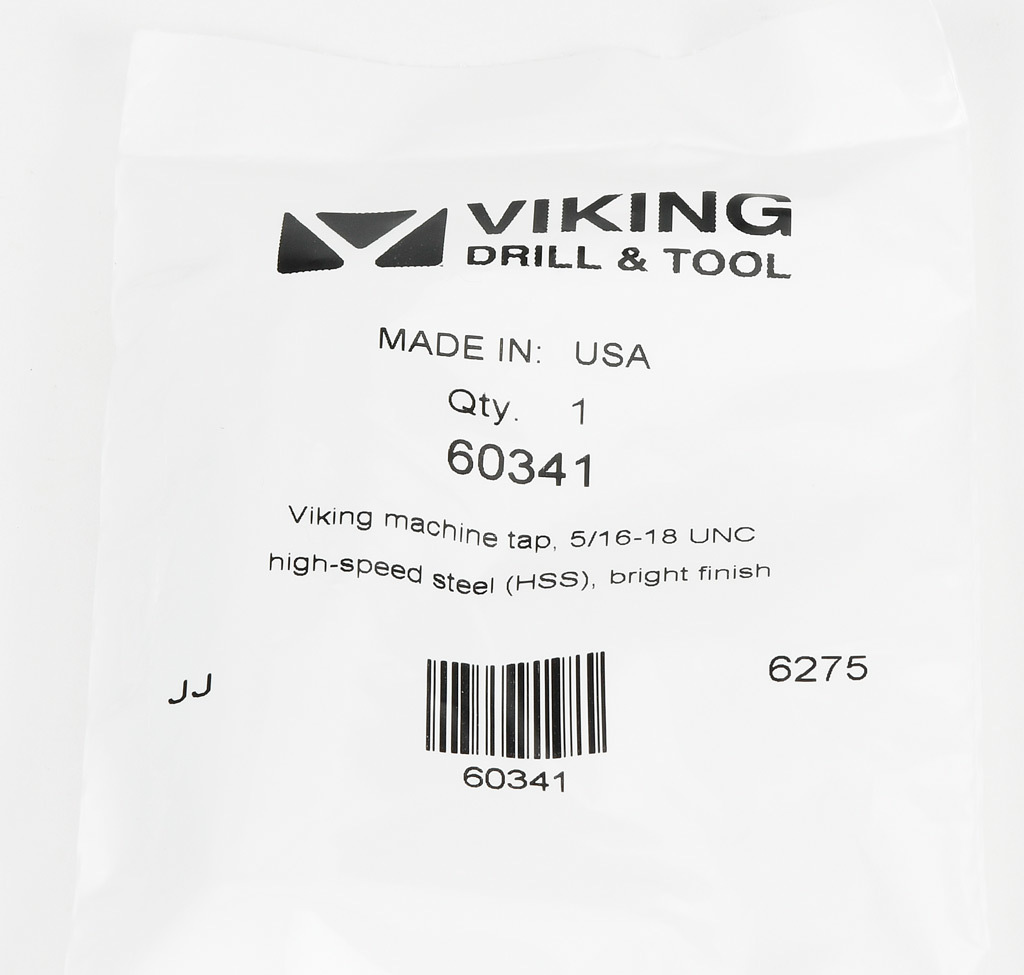 VIKING
DRILL & TOOL
MADE IN: USA
Qty. 1
60341
Viking machine tap, 5/16-18 UNC
high-speed steel (HSS), bright finish
JJ
6275
60341